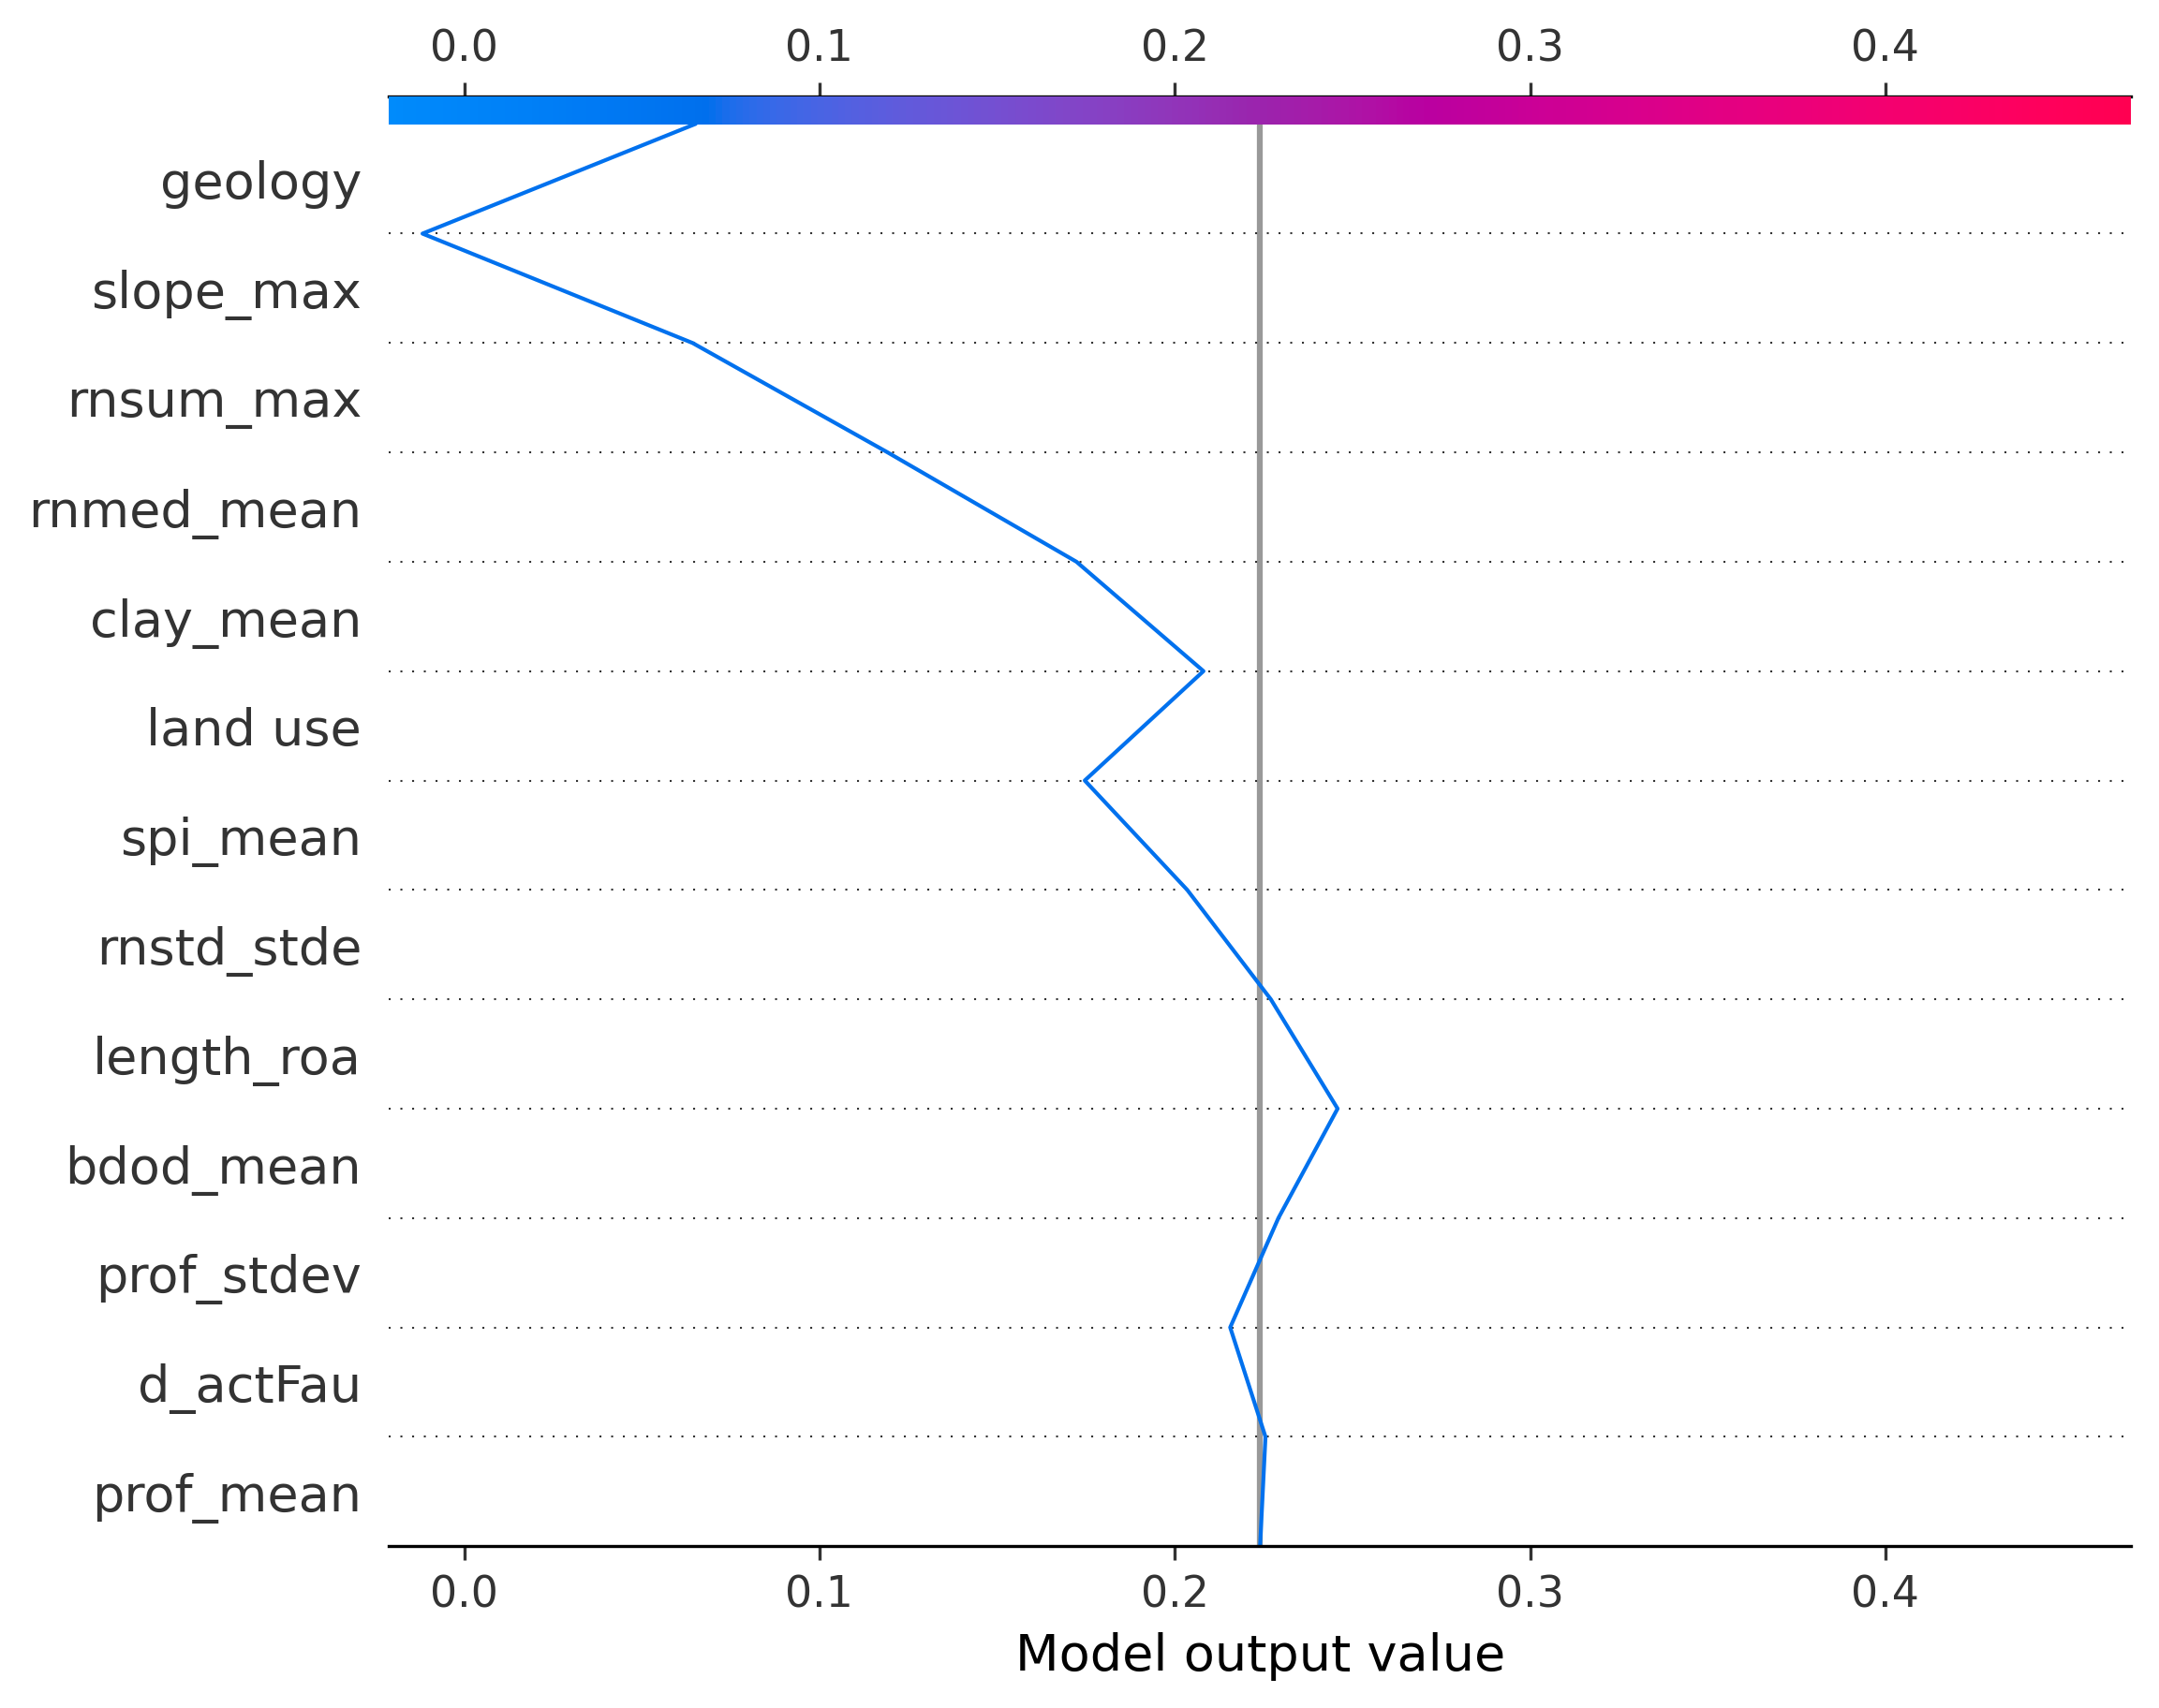 0.0 0.1 0.2 0.3 0.4
geology
slope_max
rnsum_max
rnmed_mean
clay_mean
land use
spi_mean
rnstd_stde
length_roa
bdod_mean
prof_stdev
d_actFau
prof_mean
0.0 0.1 0.2 0.3 0.4
Model output value